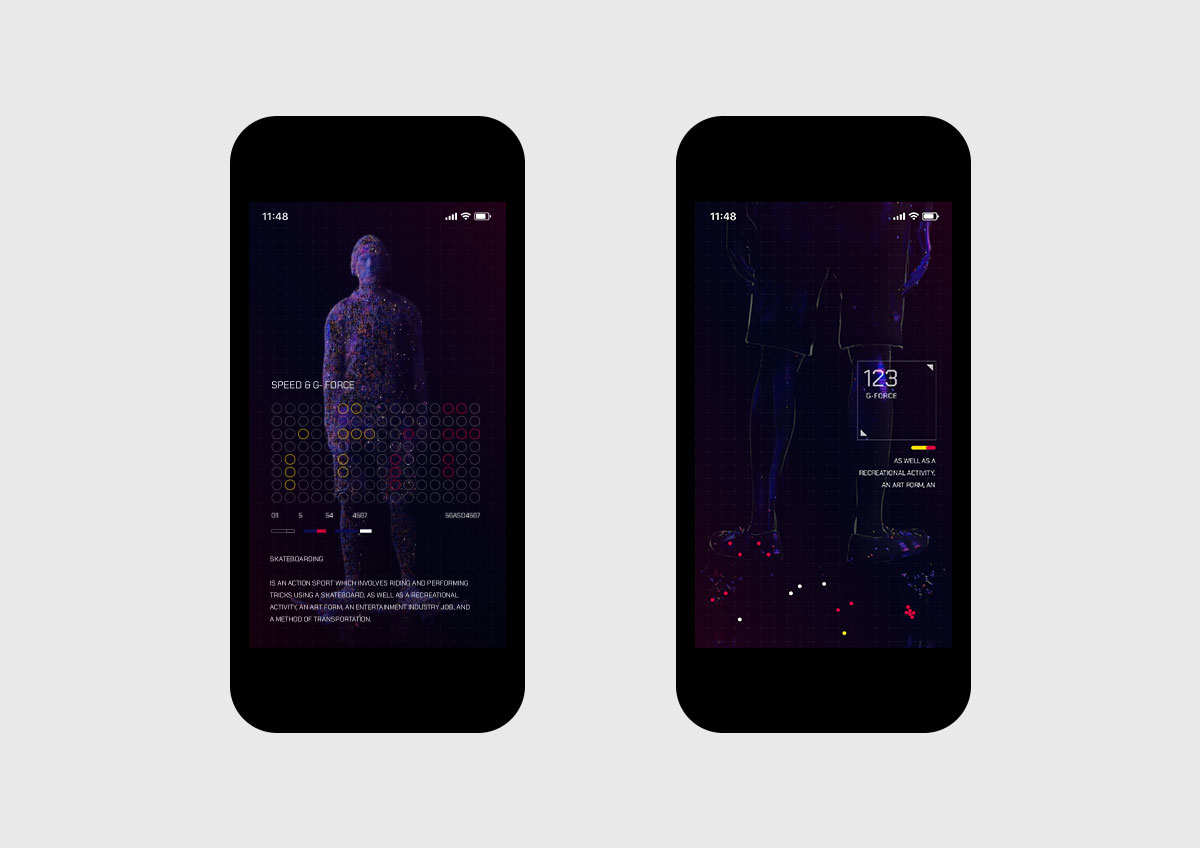 11:48
SPEED & G- FORCE
01 5 54 4567 56ASD4567
SKATEBOARDING
IS AN ACTION SPORT WHICH INVOLVES RIDING AND PERFORMING
TRICKS USING A SKATEBOARD, AS WELL AS A RECREATIONAL
ACTIVITY, AN ART FORM, AN ENTERTAINMENT INDUSTRY JOB, AND
A METHOD OF TRANSPORTATION.
11:48
123
G-FORCE
AS WELL AS A
RECREATIONAL ACTIVITY,
AN ART FORM, AN